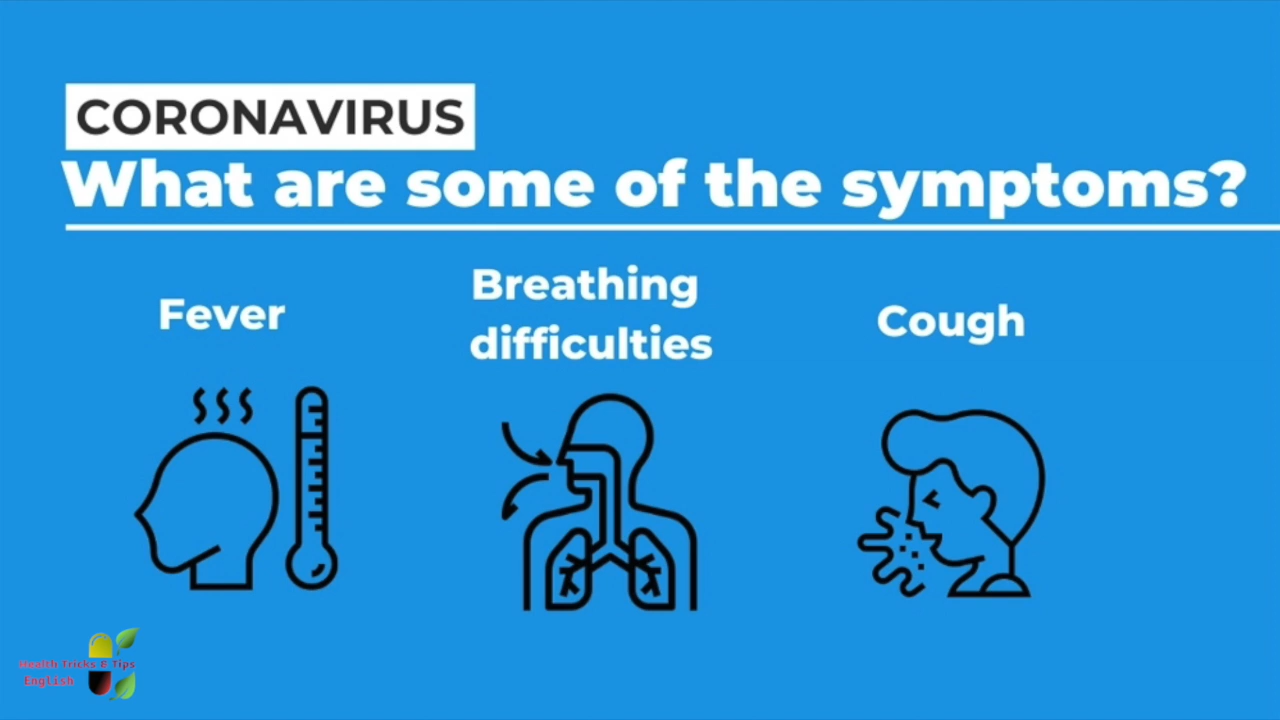 CORONAVIRUS
What are some of the symptoms?
Fever
Breathing
difficulties
Cough
Health Tricks & Tips
English